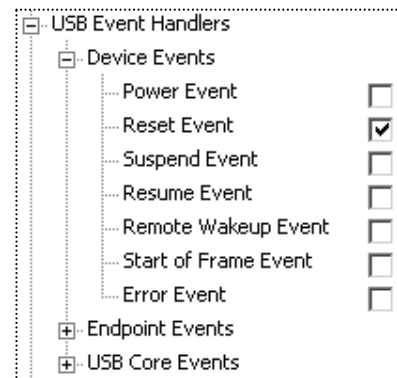 USB Event Handlers
Device Events
Power Event
Reset Event
Suspend Event
Resume Event
Remote Wakeup Event
Start of Frame Event
Error Event
Endpoint Events
USB Core Events